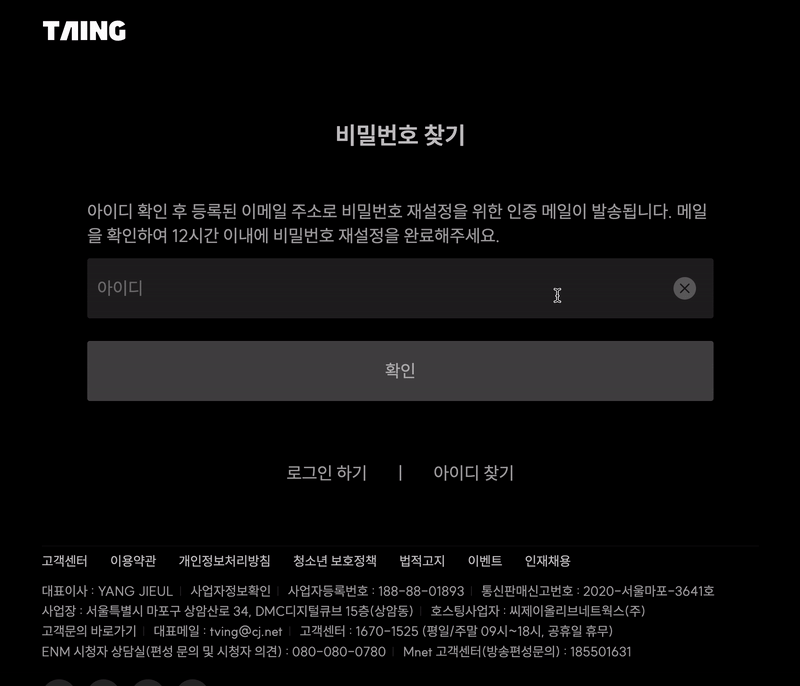 TAING
비밀번호 찾기
아이디 확인 후 등록된 이메일 주소로 비밀번호 재설정을 위한 인증 메일이 발송됩니다. 메일
을 확인하여 12시간 이내에 비밀번호 재설정을 완료해주세요.
아이디
확인
로그인 하기 | 아이디 찾기
고객센터 이용약관 개인정보처리방침 청소년 보호정책 법적고지 이벤트 인재채용
대표이사 : YANG JIEUL | 사업자정보확인 | 사업자등록번호 : 188-88-01893 | 통신판매신고번호 : 2020-서울마포-3641호
사업장 : 서울특별시 마포구 상암산로 34, DMC디지털큐브 15층(상암동) | 호스팅사업자 : 씨제이올리브네트웍스(주)
고객문의 바로가기 | 대표메일 : tving@cj.net | 고객센터 : 1670-1525 (평일/주말 09시~18시, 공휴일 휴무)
ENM 시청자 상담실(편성 문의 및 시청자 의견) : 080-080-0780 | Mnet 고객센터(방송편성문의) : 185501631